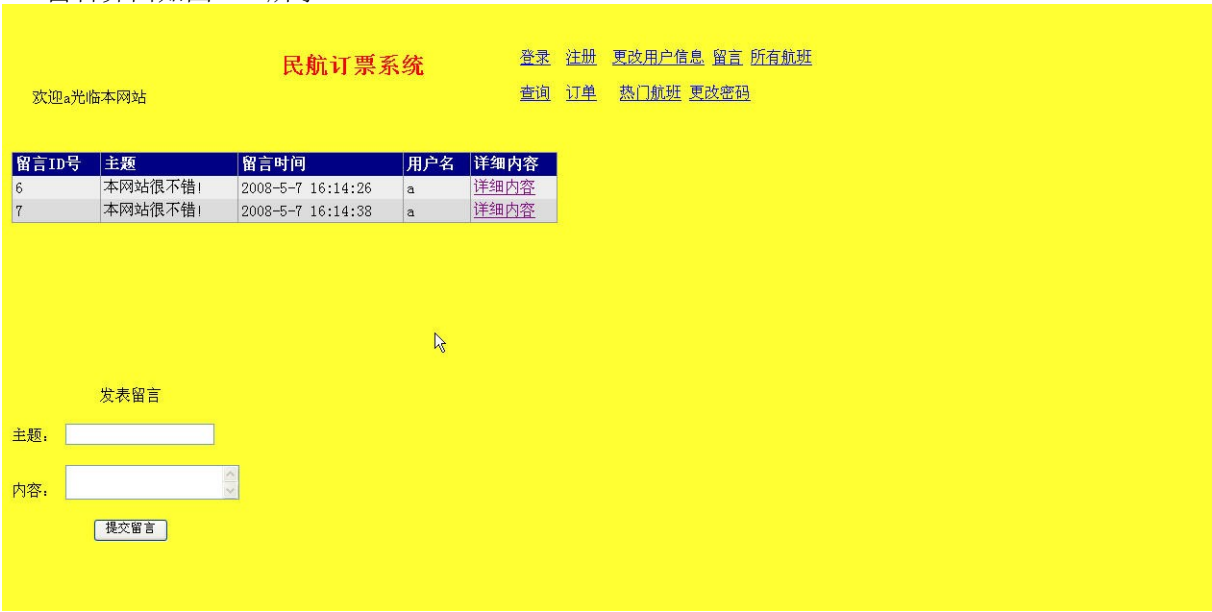 民航订票系统
登录 注册 更改用户信息 留言 所有航班
欢迎a光临本网站
查询 订单 热门航班 更改密码
留言ID号 主题 留言时间 用户名 详细内容
6 本网站很不错! 2008-5-7 16:14:26 a 详细内容
7 本网站很不错! 2008-5-7 16:14:38 a 详细内容
发表留言
主题:
内容:
提交留言